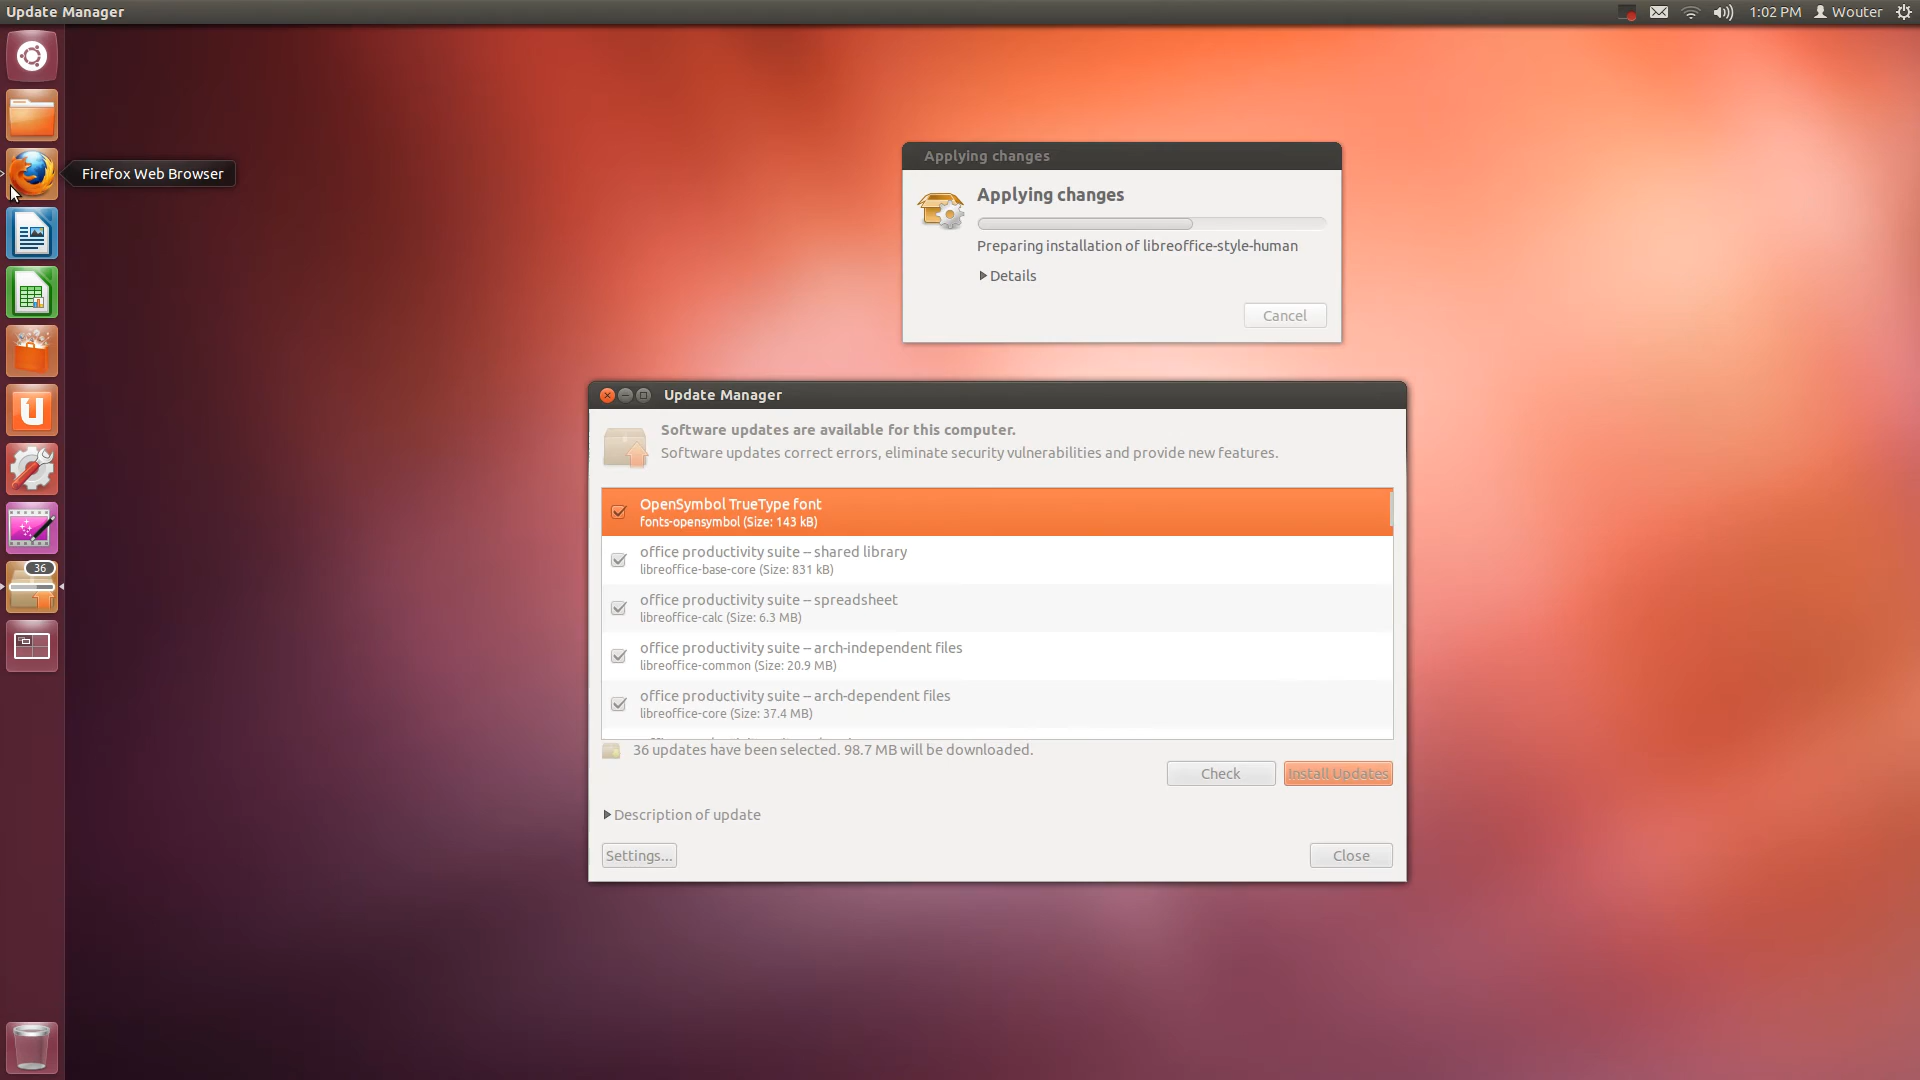 Update Manager
1:02 PM
Wouter
Firefox Web Browser
Applying changes
Applying changes
Preparing installation of libreoffice-style-human
Details
Cancel
Update Manager
Software updates are available for this computer.
Software updates correct errors, eliminate security vulnerabilities and provide new features.
OpenSymbol TrueType font
fonts-opensymbol (Size: 143 kB)
office productivity suite -- shared library
libreoffice-base-core (Size: 831 kB)
office productivity suite -- spreadsheet
libreoffice-calc (Size: 6.3 MB)
office productivity suite -- arch-independent files
libreoffice-common (Size: 20.9 MB)
office productivity suite -- arch-dependent files
libreoffice-core (Size: 37.4 MB)
36 updates have been selected. 98.7 MB will be downloaded.
Check
Install Updates
Description of update
Settings...
Close
36